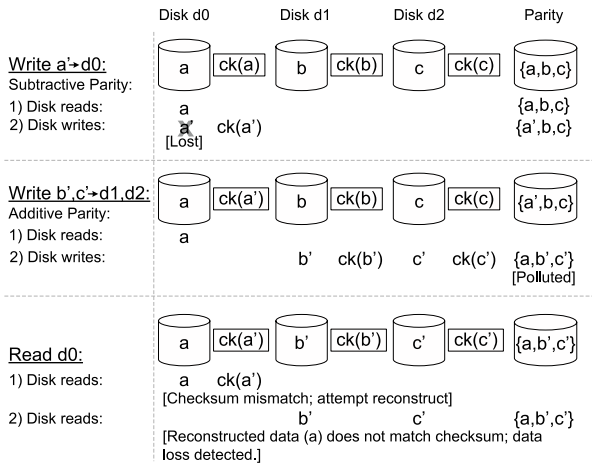 Disk d0 Disk d1 Disk d2 Parity
Write a'→d0:
a ck(a) b ck(b) c ck(c) {a,b,c}
Subtractive Parity:
1) Disk reads: a {a,b,c}
2) Disk writes: a' ck(a') {a',b,c}
[Lost]
Write b',c'→d1,d2:
a ck(a') b ck(b) c ck(c) {a',b,c}
Additive Parity:
1) Disk reads: a
2) Disk writes: b' ck(b') c' ck(c') {a,b',c'}
[Polluted]
a ck(a') b' ck(b') c' ck(c') {a,b',c'}
Read d0:
1) Disk reads: a ck(a')
[Checksum mismatch; attempt reconstruct]
2) Disk reads: b' c' {a,b',c'}
[Reconstructed data (a) does not match checksum; data
loss detected.]